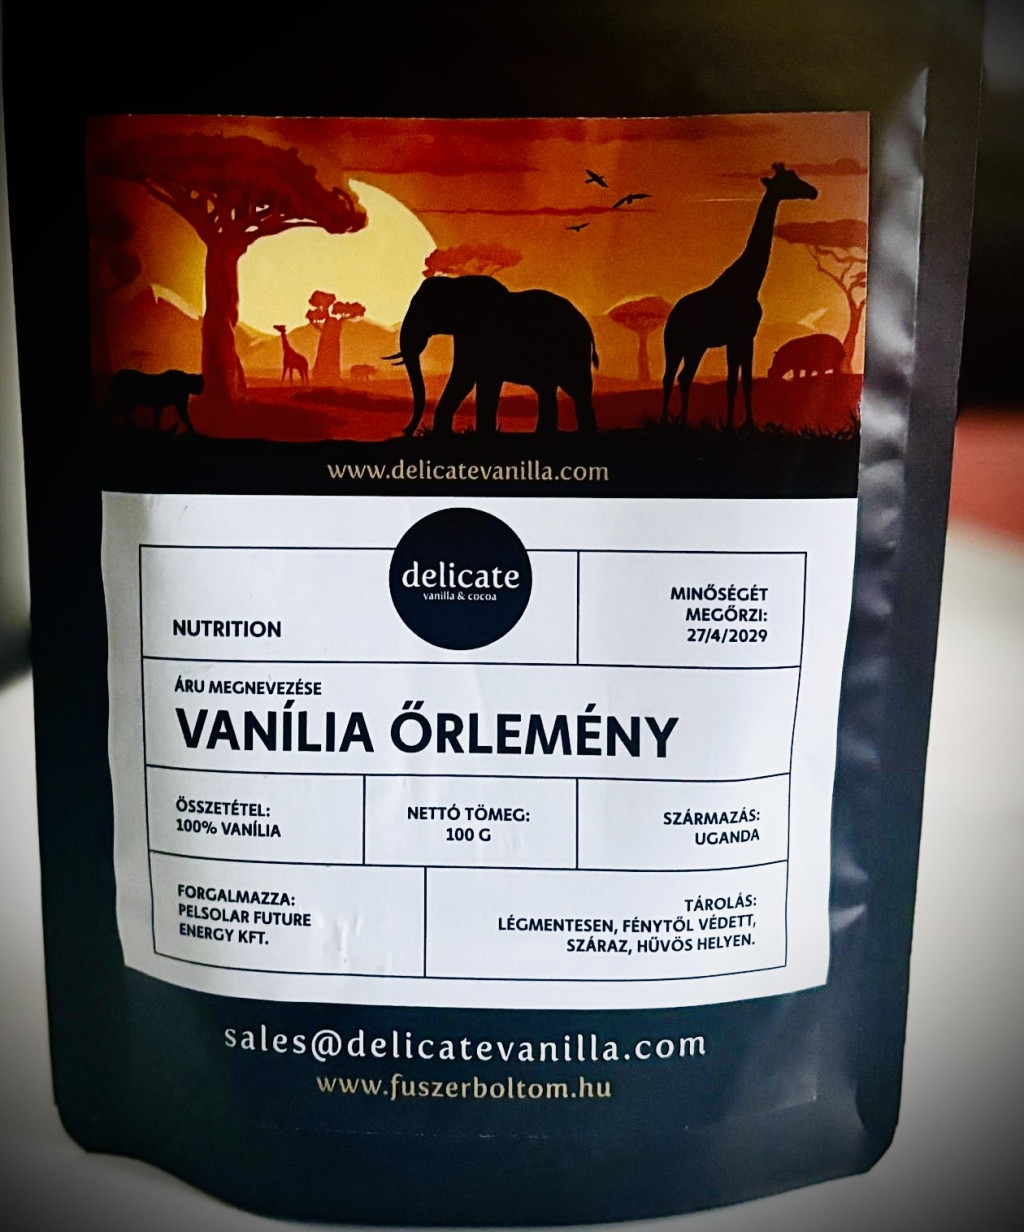 www.delicatevanilla.com
delicate
vanilla & cocoa
NUTRITION
MINŐSÉGÉT
MEGŐRZI:
27/4/2029
ÁRU MEGNEVEZÉSE
VANÍLIA ŐRLEMÉNY
ÖSSZETÉTEL:
100% VANÍLIA
NETTÓ TÖMEG:
100 G
SZÁRMAZÁS:
UGANDA
FORGALMAZZA:
PELSOLAR FUTURE
ENERGY KFT.
TÁROLÁS:
LÉGMENTESEN, FÉNYTŐL VÉDETT,
SZÁRAZ, HŰVÖS HELYEN.
sales@delicatevanilla.com
www.fuszerboltom.hu